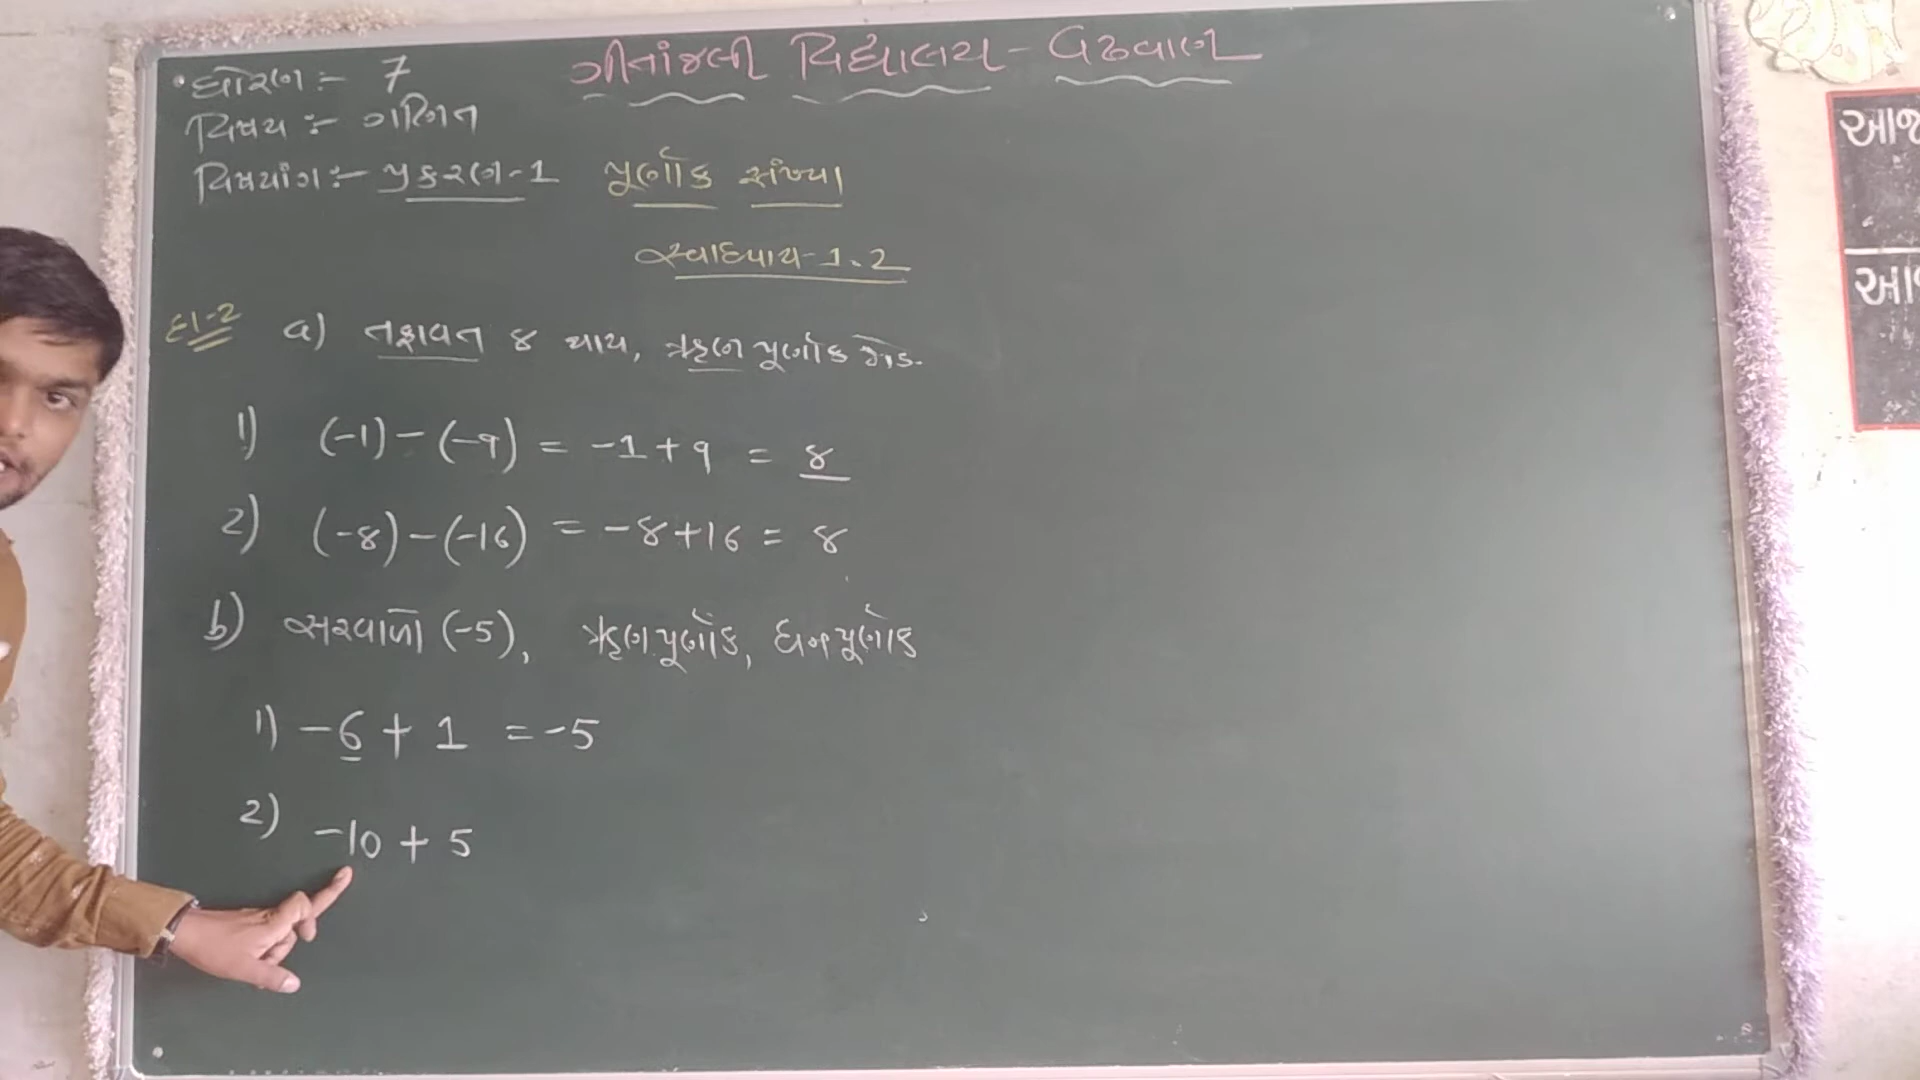 ગીતાંજલી વિદ્યાલય - વઢવાણ
ધોરણ :- 7
વિષય :- ગણિત
વિષયાંગ :- પ્રકરણ-1 પૂર્ણાંક સંખ્યા
સ્વાધ્યાય-1.2
દા-2 a) તફાવત 8 થાય, ઋણ પૂર્ણાંક જોડ.
1) (-1) - (-9) = -1 + 9 = 8
2) (-8) - (-16) = -8 + 16 = 8
b) સરવાળો (-5), ઋણ પૂર્ણાંક, ધન પૂર્ણાંક
1) -6 + 1 = -5
2) -10 + 5
આજ
આ